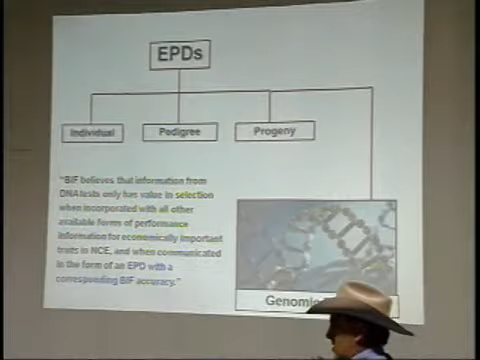 EPDs
Individual
Pedigree
Progeny
"BIF believes that information from
DNA tests only has value in selection
when incorporated with all other
available forms of performance
information for economically important
traits in NCE, and when communicated
in the form of an EPD with a
corresponding BIF accuracy."